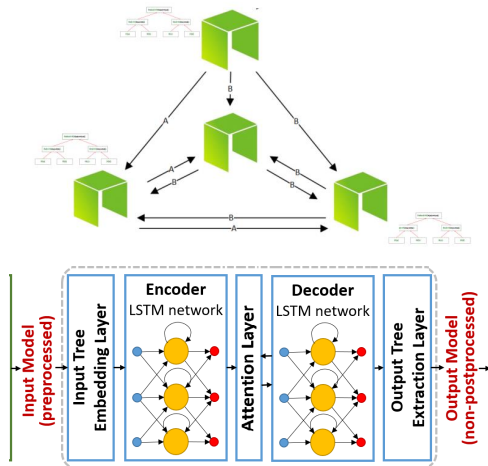 A
B
B
A
B
B
B
B
A
Input Model
(preprocessed)
Input Tree
Embedding Layer
Encoder
LSTM network
Attention Layer
Decoder
LSTM network
Output Tree
Extraction Layer
Output Model
(non-postprocessed)